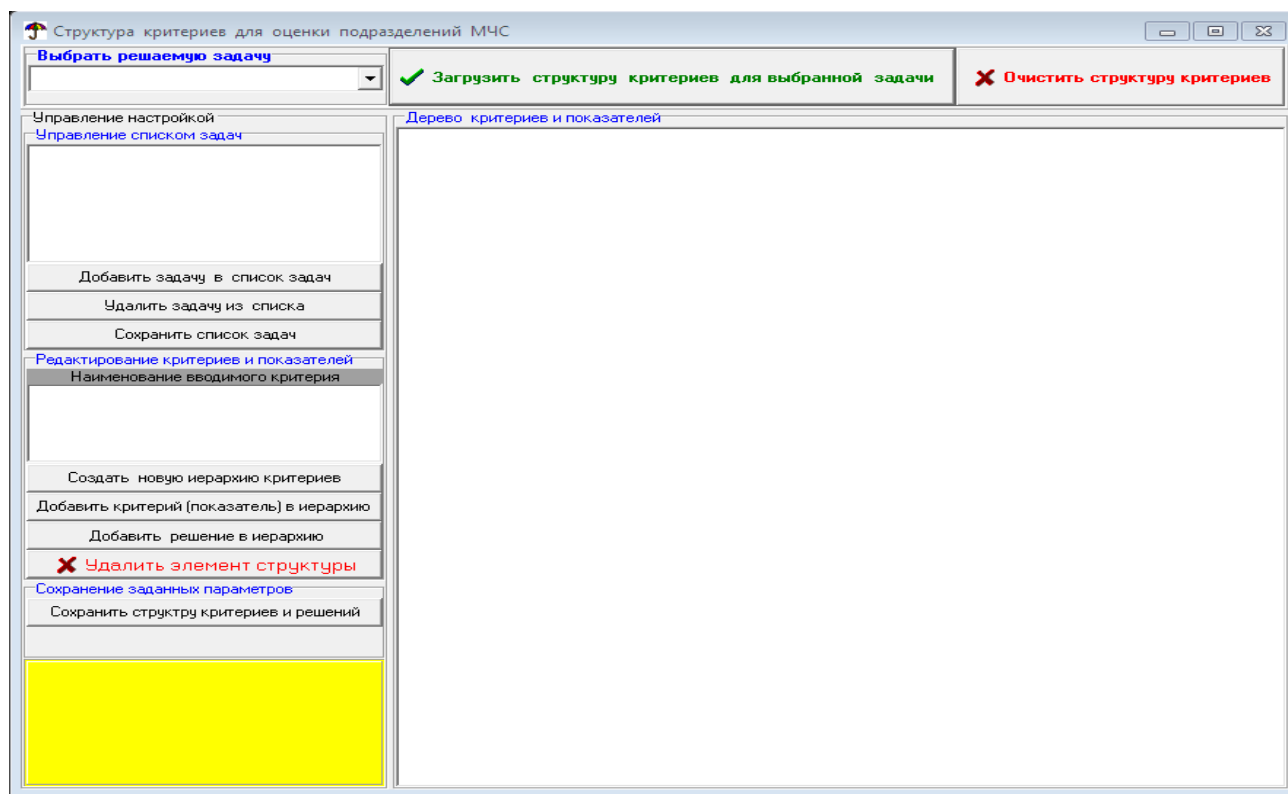 Структура критериев для оценки подразделений МЧС
Выбрать решаемую задачу
Загрузить структуру критериев для выбранной задачи
Очистить структуру критериев
Управление настройкой
Управление списком задач
Добавить задачу в список задач
Удалить задачу из списка
Сохранить список задач
Редактирование критериев и показателей
Наименование вводимого критерия
Создать новую иерархию критериев
Добавить критерий (показатель) в иерархию
Добавить решение в иерархию
Удалить элемент структуры
Сохранение заданных параметров
Сохранить структру критериев и решений
Дерево критериев и показателей